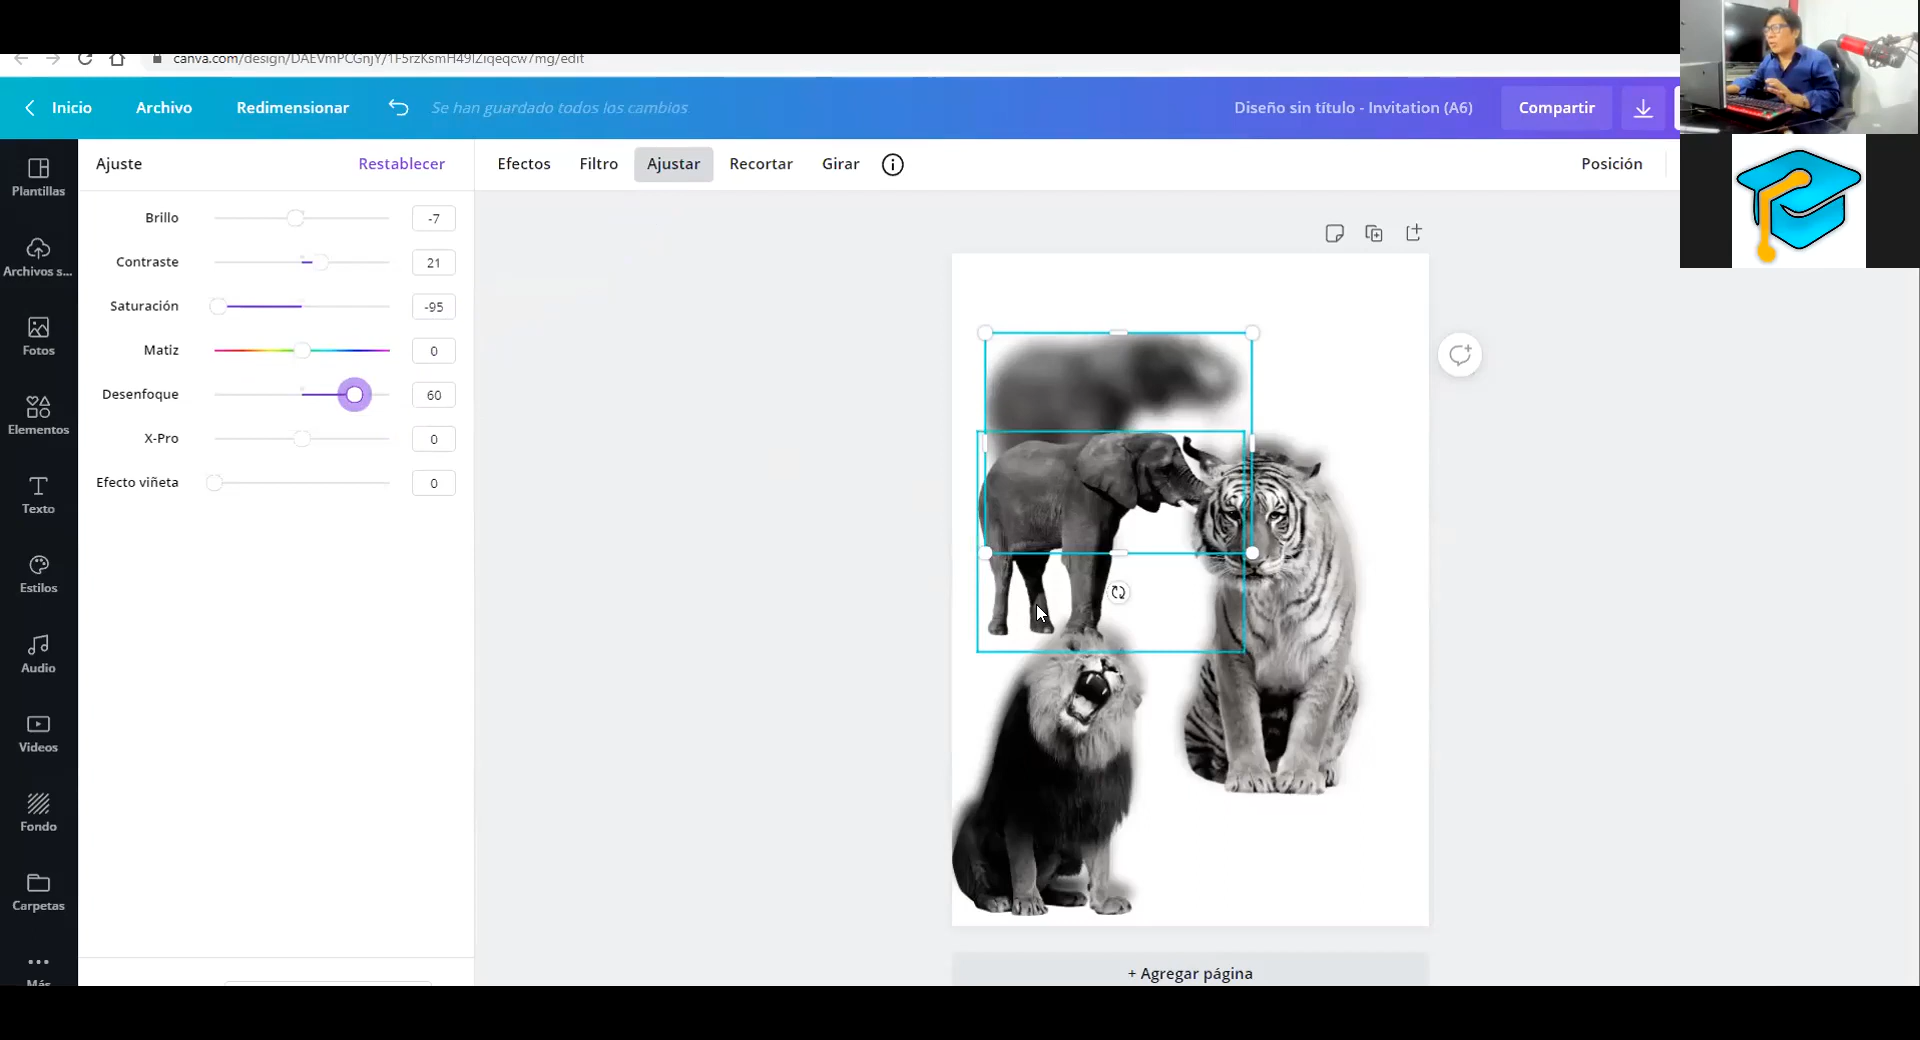 canva.com/design/DAEVmPCGnjY/1F5rzKsmH49IZiqeqcw7mg/edit
Inicio
Archivo
Redimensionar
Se han guardado todos los cambios
Diseño sin título - Invitation (A6)
Compartir
Ajuste
Restablecer
Efectos
Filtro
Ajustar
Recortar
Girar
Posición
Plantillas
Archivos s...
Fotos
Elementos
Texto
Estilos
Audio
Videos
Fondo
Carpetas
Más
Brillo
-7
Contraste
21
Saturación
-95
Matiz
0
Desenfoque
60
X-Pro
0
Efecto viñeta
0
+ Agregar página